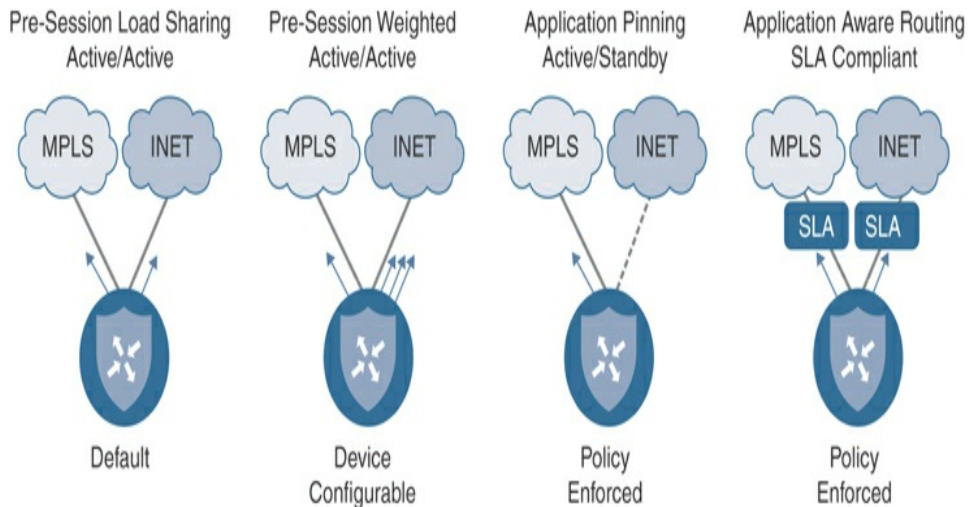 Pre-Session Load Sharing
Active/Active
MPLS
INET
Default
Pre-Session Weighted
Active/Active
MPLS
INET
Device
Configurable
Application Pinning
Active/Standby
MPLS
INET
Policy
Enforced
Application Aware Routing
SLA Compliant
MPLS
INET
SLA
SLA
Policy
Enforced